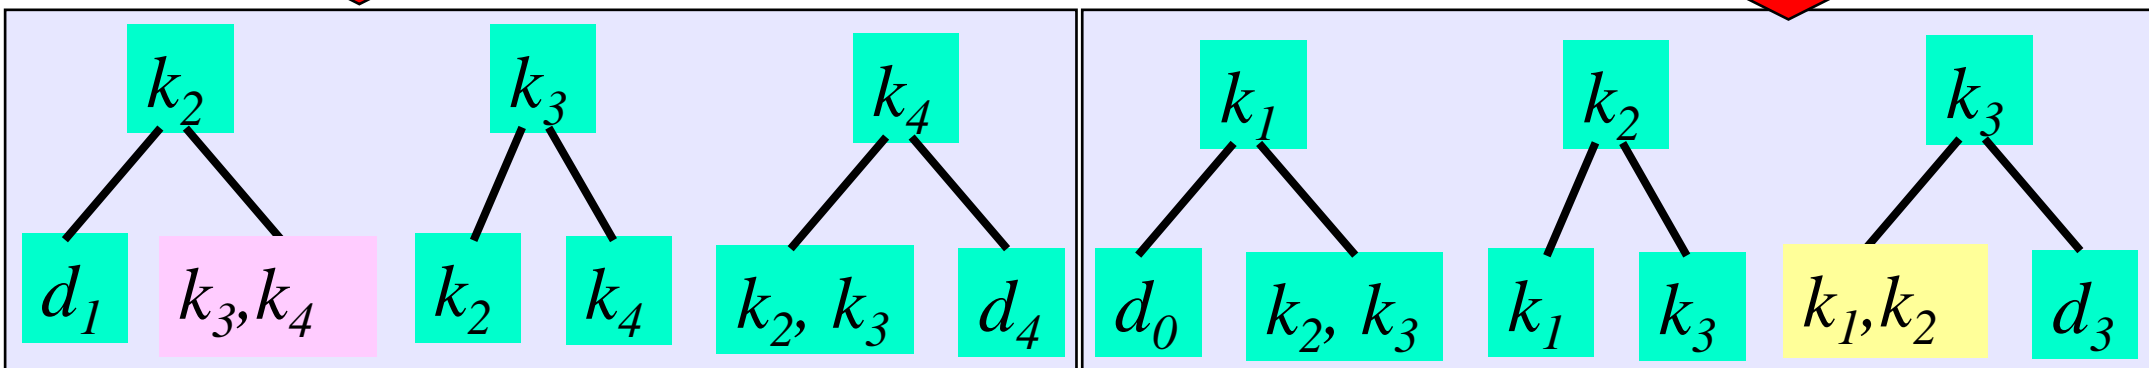 k2 k3 k4 k1 k2 k3
d1 k3,k4 k2 k4 k2, k3 d4 d0 k2, k3 k1 k3 k1,k2 d3